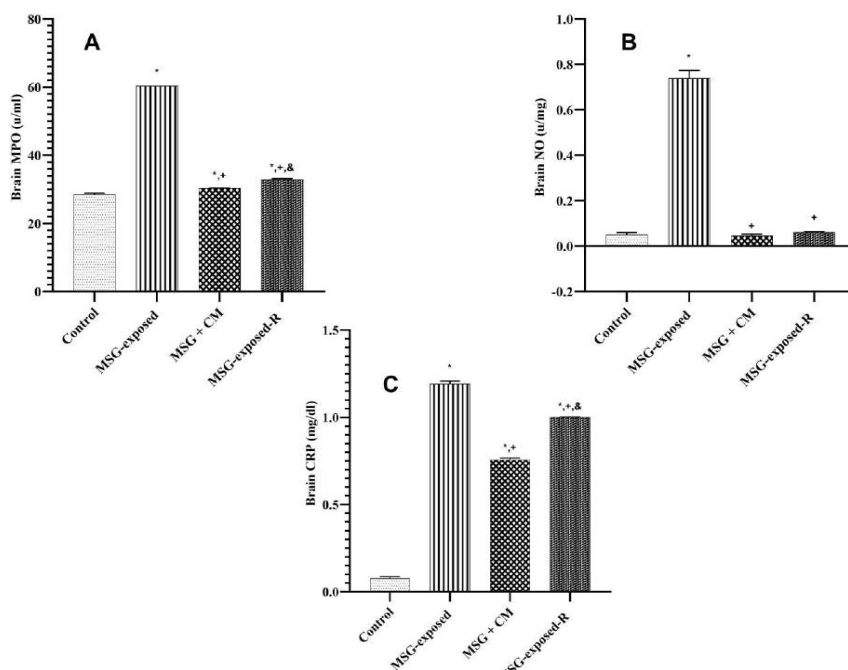 A
Brain MPO (u/ml)
80
60
40
20
0
*
*,+
*,+,&
Control
MSG-exposed
MSG + CM
MSG-exposed-R
B
Brain NO (u/mg)
1.0
0.8
0.6
0.4
0.2
0.0
-0.2
*
+
+
Control
MSG-exposed
MSG + CM
MSG-exposed-R
C
Brain CRP (mg/dl)
1.5
1.0
0.5
0.0
*
*,+
*,+,&
Control
MSG-exposed
MSG + CM
MSG-exposed-R